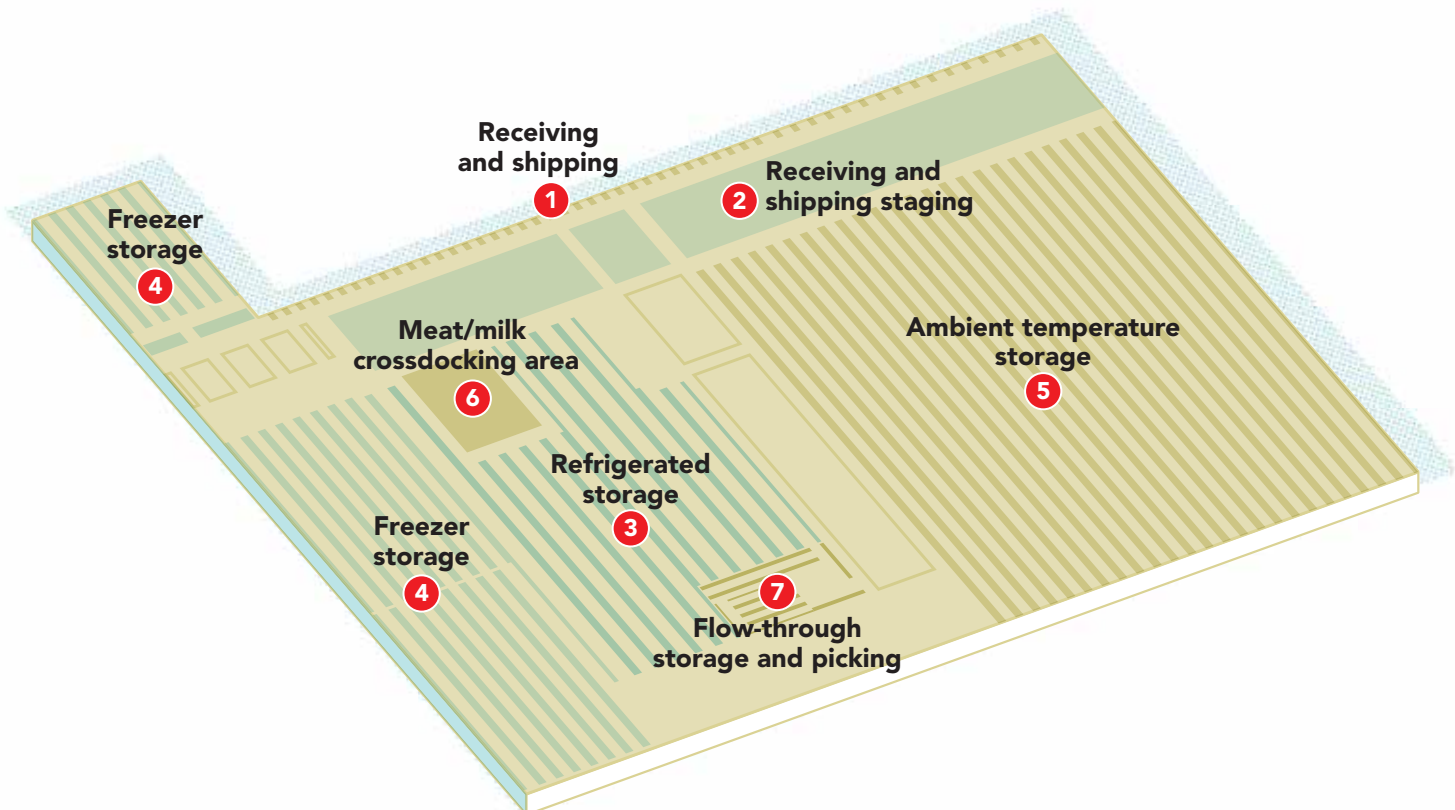 Receiving
and shipping
1
2
Receiving and
shipping staging
Freezer
storage
4
Meat/milk
crossdocking area
6
Ambient temperature
storage
5
Refrigerated
storage
3
Freezer
storage
4
7
Flow-through
storage and picking